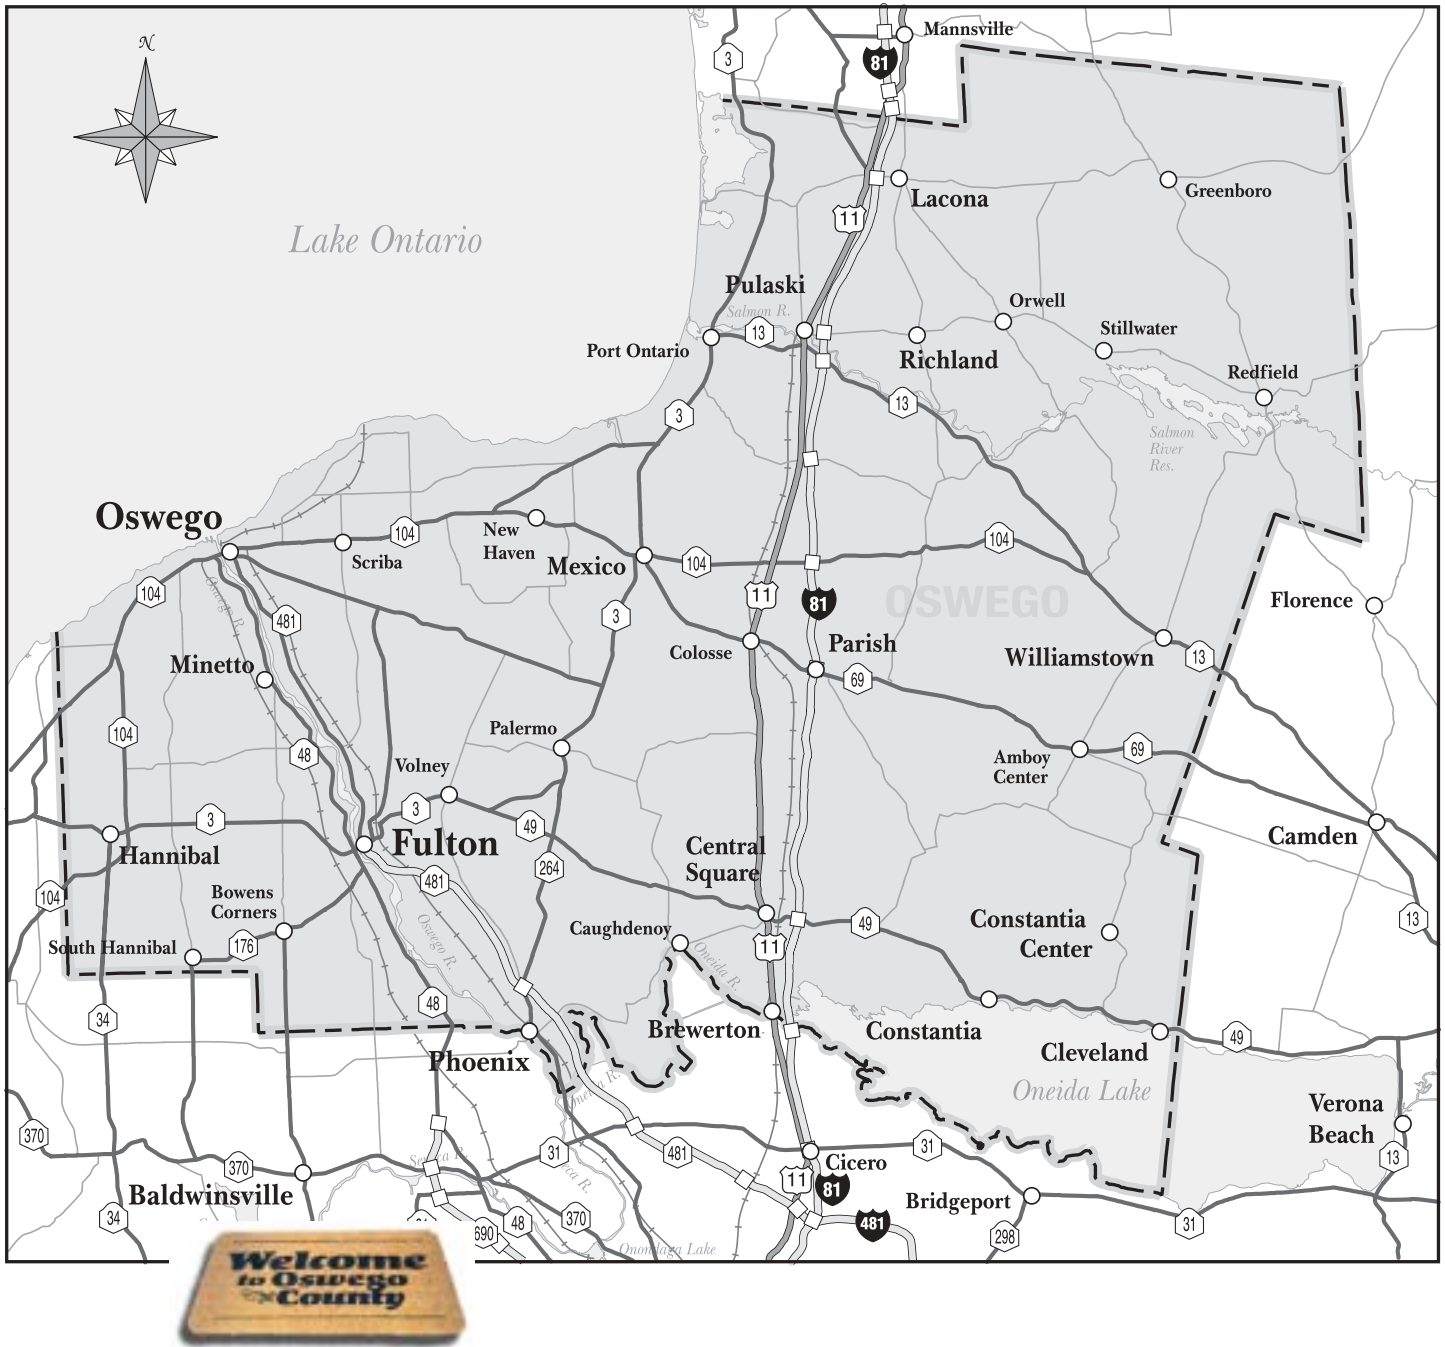 Mannsville
N
3
81
Greenboro
Lacona
11
Lake Ontario
Pulaski
Orwell
Salmon R.
Stillwater
13
Port Ontario
Richland
Redfield
13
3
Salmon
River
Res.
Oswego
104
New
Haven
104
Scriba
Mexico
104
104
11
81
OSWEGO
Florence
Oswego R.
481
3
Colosse
Parish
Williamstown
13
Minetto
69
104
Palermo
48
Amboy
Center
69
Volney
3
3
49
Camden
Hannibal
Fulton
Central
Square
264
481
104
Bowens
Corners
13
Constantia
Center
49
Caughdenoy
11
South Hannibal
176
Oswego R.
Oneida R.
48
34
Brewerton
Constantia
49
Phoenix
Cleveland
Oneida R.
Oneida Lake
Verona
Beach
370
31
481
31
13
Seneca R.
370
Cicero
11
81
Baldwinsville
Bridgeport
34
48
370
481
31
690
298
Onondaga Lake
Welcome
to Oswego
County